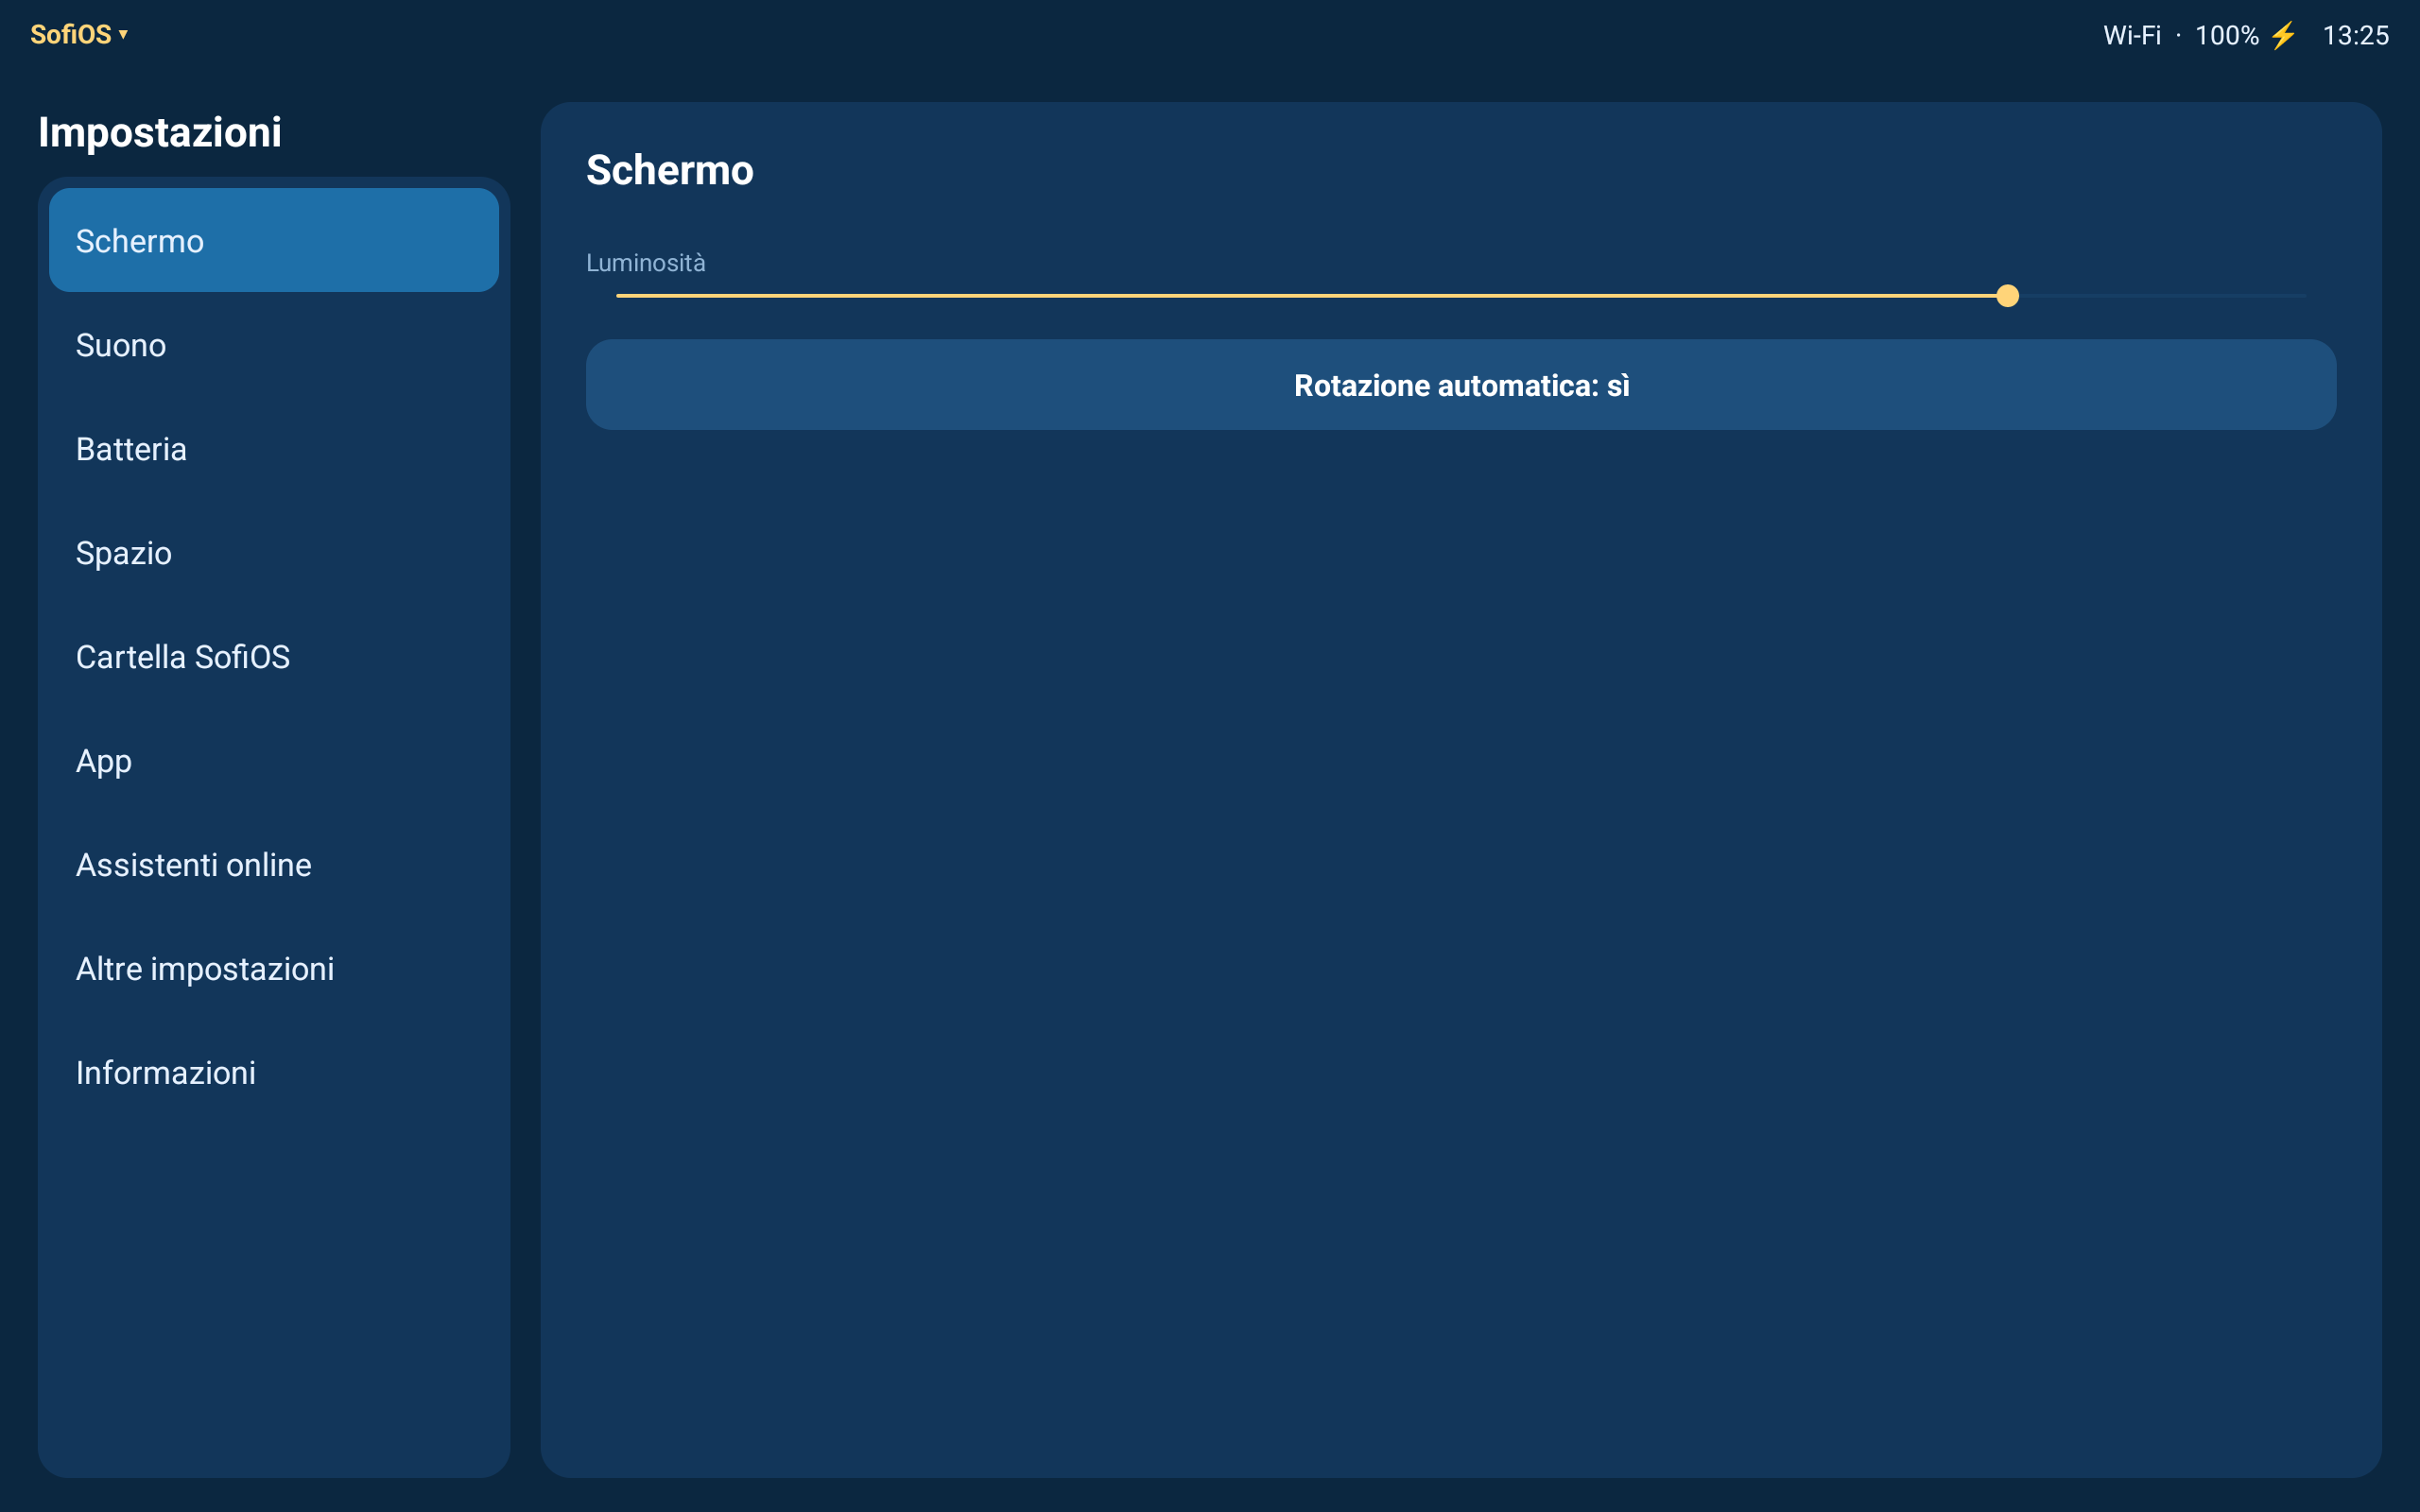 SofiOS ▾
Wi-Fi · 100% ⚡ 13:25
Impostazioni
Schermo
Suono
Batteria
Spazio
Cartella SofiOS
App
Assistenti online
Altre impostazioni
Informazioni
Schermo
Luminosità
Rotazione automatica: sì